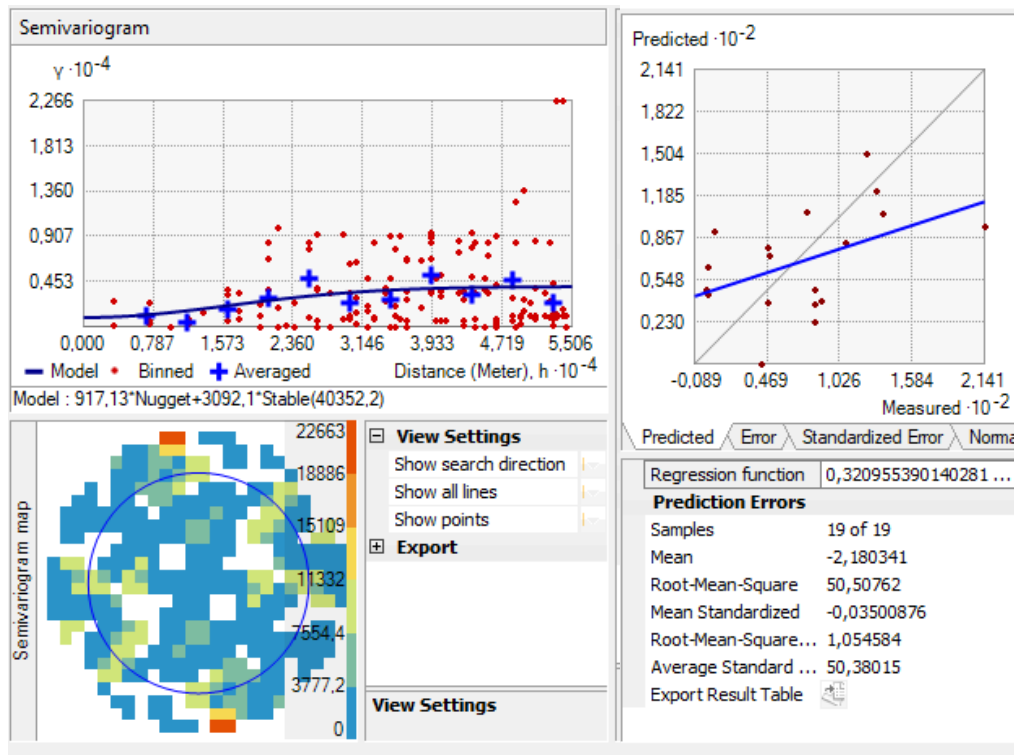 Semivariogram
γ ·10-4
2,266
1,813
1,360
0,907
0,453
0,000 0,787 1,573 2,360 3,146 3,933 4,719 5,506
Model Binned Averaged Distance (Meter), h ·10-4
Model : 917,13*Nugget+3092,1*Stable(40352,2)
Predicted ·10-2
2,141
1,822
1,504
1,185
0,867
0,548
0,230
-0,089 0,469 1,026 1,584 2,141
Measured ·10-2
Predicted Error Standardized Error Norma
Semivariogram map
22663
18886
15109
11332
7554,4
3777,2
0
View Settings
Show search direction
Show all lines
Show points
Export
View Settings
Regression function 0,320955390140281 ...
Prediction Errors
Samples 19 of 19
Mean -2,180341
Root-Mean-Square 50,50762
Mean Standardized -0,03500876
Root-Mean-Square... 1,054584
Average Standard ... 50,38015
Export Result Table